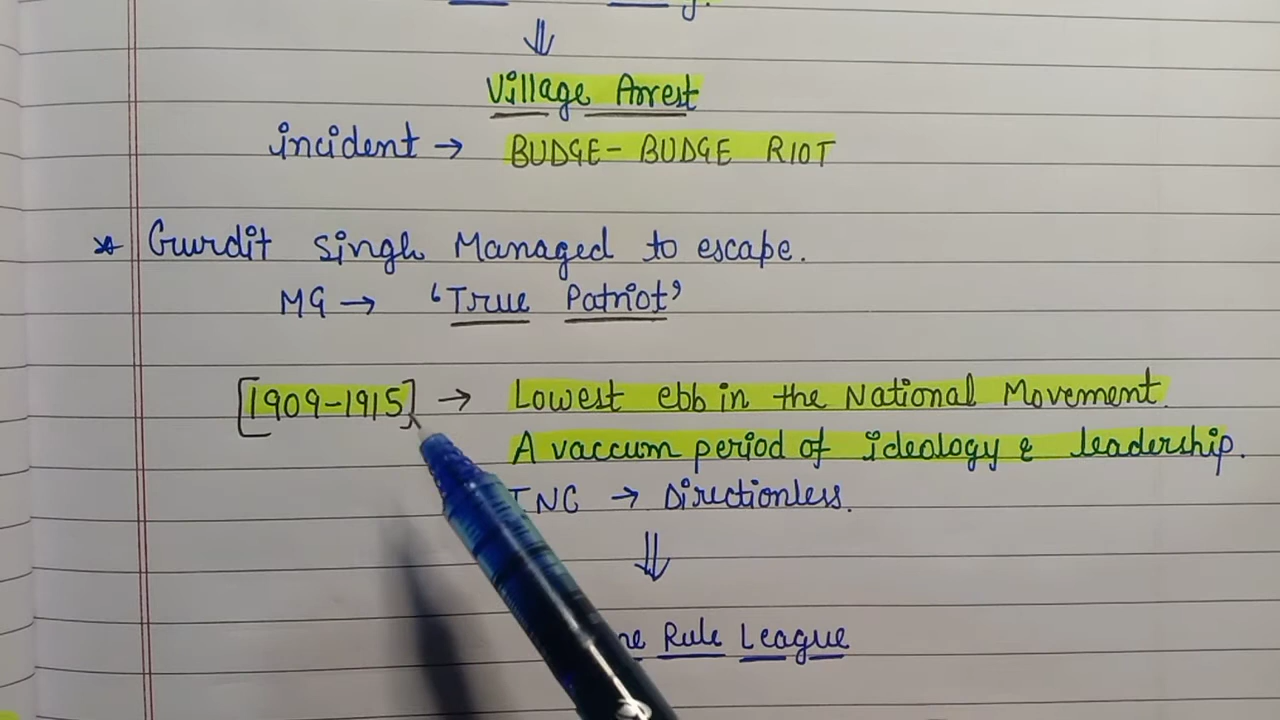 ⇓
Village Arrest
incident → BUDGE-BUDGE RIOT
* Gurdit singh Managed to escape.
MG → 'True Patriot'
[1909-1915] → Lowest ebb in the National Movement.
A vaccum period of ideology & leadership.
INC → Directionless.
⇓
Rule League